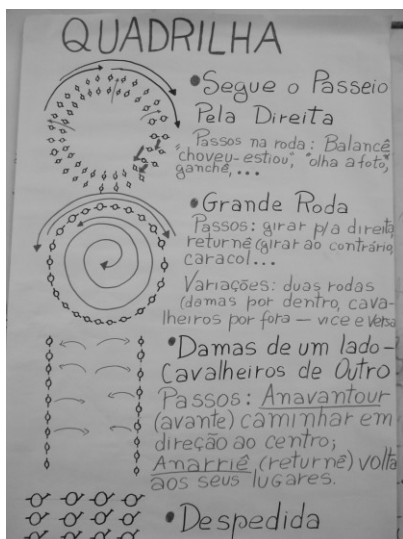 QUADRILHA
• Segue o Passeio
Pela Direita
Passos na roda: Balancê
"choveu-estiou", "olha a foto",
ganchê,...
• Grande Roda
Passos: girar p/a direita
returnê (girar ao contrário,
caracol...
Variações: duas rodas
(damas por dentro, cava-
lheiros por fora — vice e versa
• Damas de um lado -
Cavalheiros de Outro
Passos: Anavantour
(avante) caminhar em
direção ao centro;
Anarriê (returnê) volta
aos seus lugares.
• Despedida